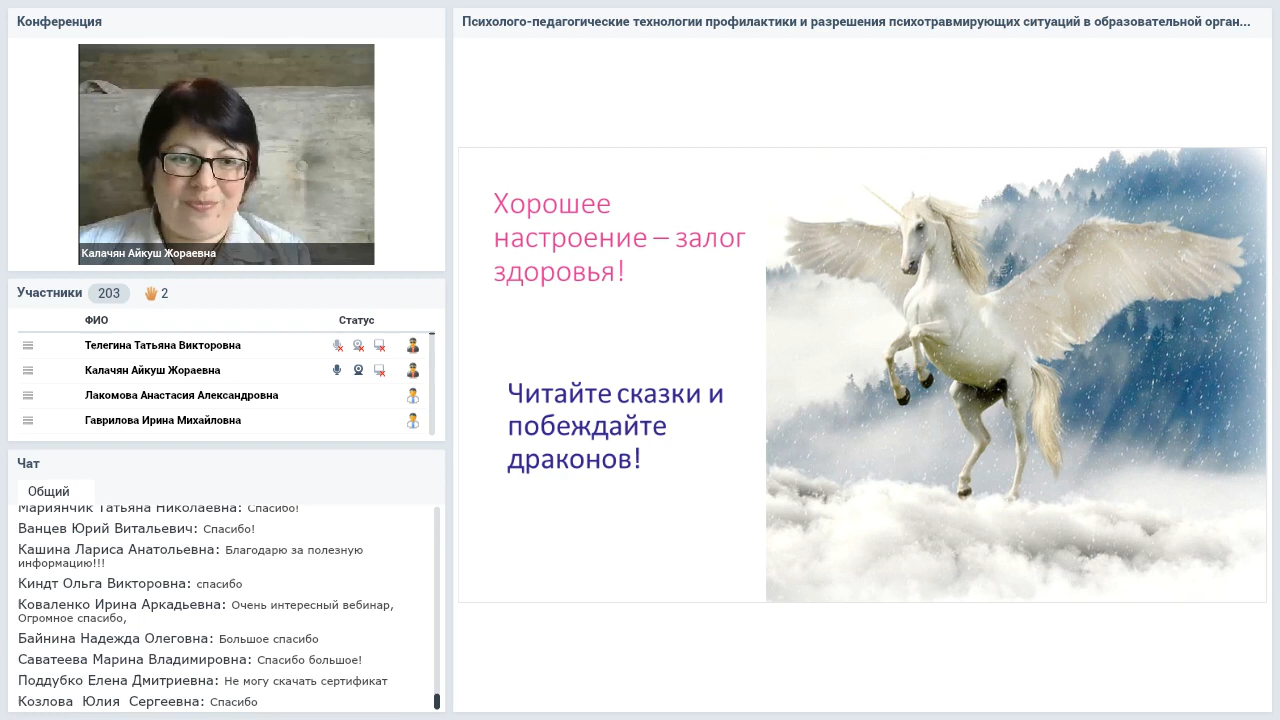 Конференция
Калачян Айкуш Жораевна
Участники 203 2
ФИО Статус
Телегина Татьяна Викторовна
Калачян Айкуш Жораевна
Лакомова Анастасия Александровна
Гаврилова Ирина Михайловна
Чат
Общий
Мариянчик Татьяна Николаевна: Спасибо!
Ванцев Юрий Витальевич: Спасибо!
Кашина Лариса Анатольевна: Благодарю за полезную
информацию!!!
Киндт Ольга Викторовна: спасибо
Коваленко Ирина Аркадьевна: Очень интересный вебинар,
Огромное спасибо,
Байнина Надежда Олеговна: Большое спасибо
Саватеева Марина Владимировна: Спасибо большое!
Поддубко Елена Дмитриевна: Не могу скачать сертификат
Козлова Юлия Сергеевна: Спасибо
Психолого-педагогические технологии профилактики и разрешения психотравмирующих ситуаций в образовательной орган...
Хорошее
настроение – залог
здоровья!
Читайте сказки и
побеждайте
драконов!